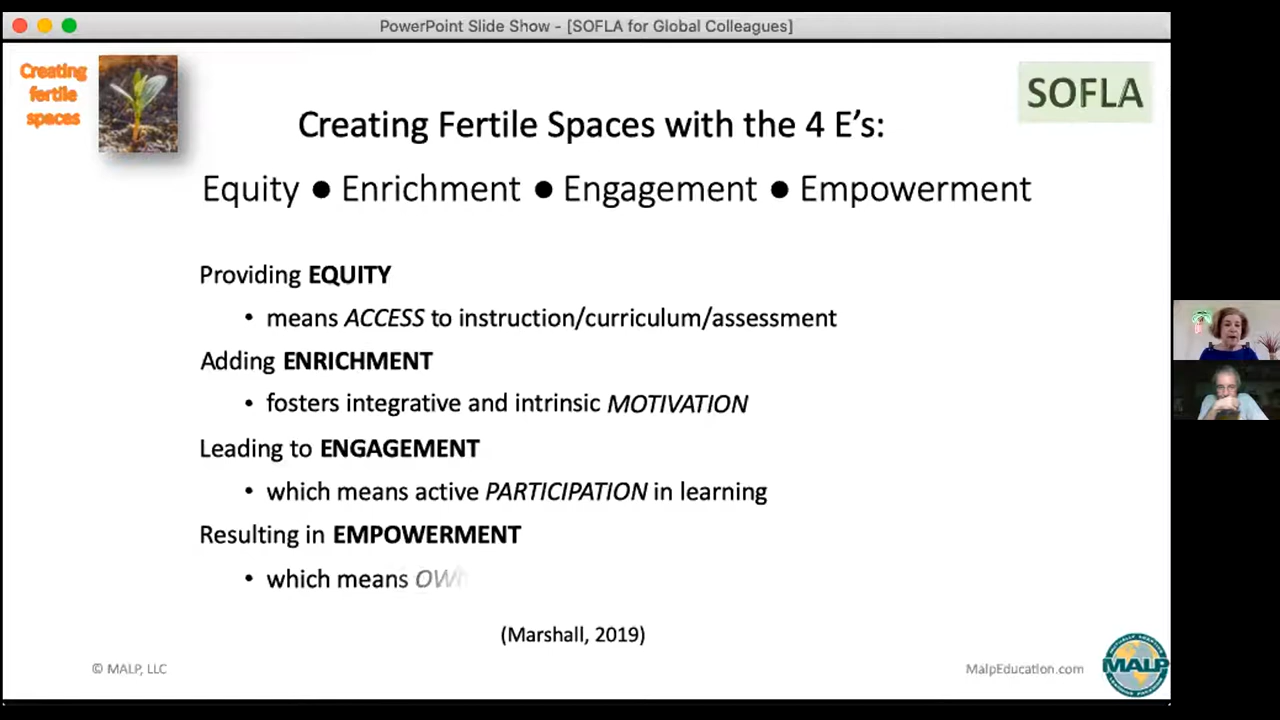 PowerPoint Slide Show - [SOFLA for Global Colleagues]
Creating
fertile
spaces
SOFLA
Creating Fertile Spaces with the 4 E's:
Equity ● Enrichment ● Engagement ● Empowerment
Providing EQUITY
• means ACCESS to instruction/curriculum/assessment
Adding ENRICHMENT
• fosters integrative and intrinsic MOTIVATION
Leading to ENGAGEMENT
• which means active PARTICIPATION in learning
Resulting in EMPOWERMENT
• which means
(Marshall, 2019)
© MALP, LLC
MalpEducation.com
MALP